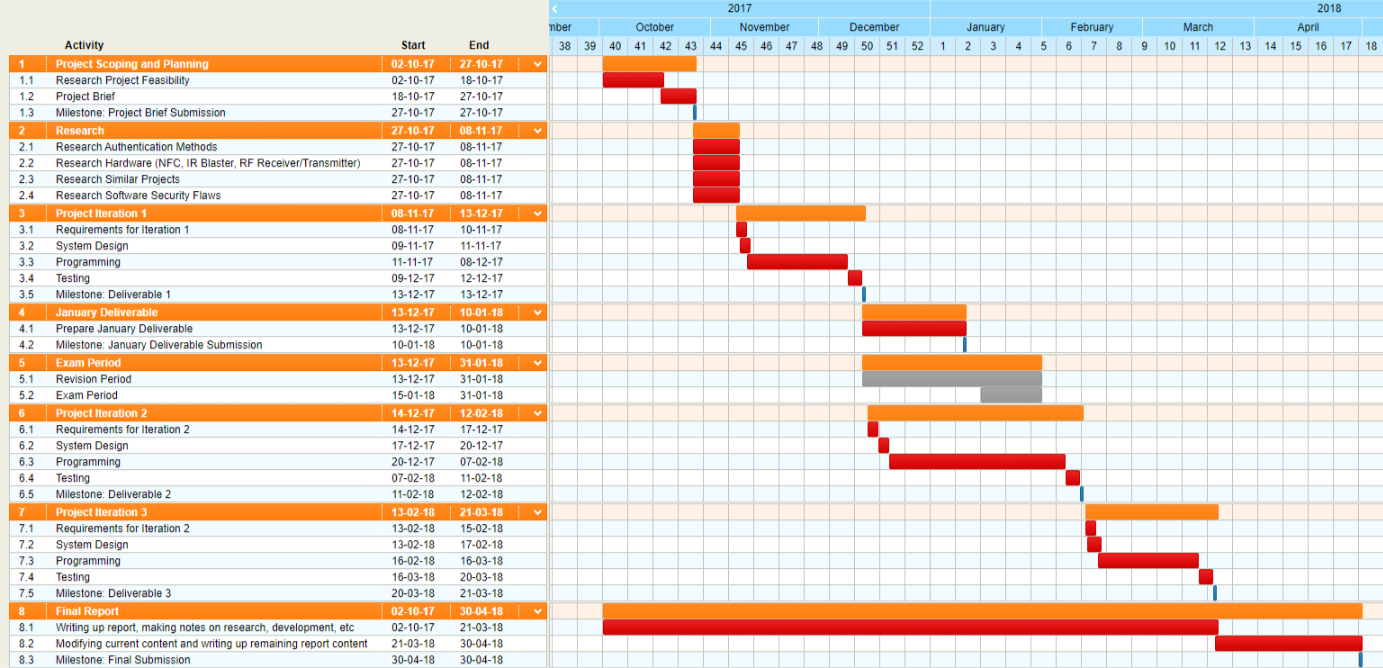 2017 2018
mber October November December January February March April
Activity Start End 38 39 40 41 42 43 44 45 46 47 48 49 50 51 52 1 2 3 4 5 6 7 8 9 10 11 12 13 14 15 16 17 18
1 Project Scoping and Planning 02-10-17 27-10-17
1.1 Research Project Feasibility 02-10-17 18-10-17
1.2 Project Brief 18-10-17 27-10-17
1.3 Milestone: Project Brief Submission 27-10-17 27-10-17
2 Research 27-10-17 08-11-17
2.1 Research Authentication Methods 27-10-17 08-11-17
2.2 Research Hardware (NFC, IR Blaster, RF Receiver/Transmitter) 27-10-17 08-11-17
2.3 Research Similar Projects 27-10-17 08-11-17
2.4 Research Software Security Flaws 27-10-17 08-11-17
3 Project Iteration 1 08-11-17 13-12-17
3.1 Requirements for Iteration 1 08-11-17 10-11-17
3.2 System Design 09-11-17 11-11-17
3.3 Programming 11-11-17 08-12-17
3.4 Testing 09-12-17 12-12-17
3.5 Milestone: Deliverable 1 13-12-17 13-12-17
4 January Deliverable 13-12-17 10-01-18
4.1 Prepare January Deliverable 13-12-17 10-01-18
4.2 Milestone: January Deliverable Submission 10-01-18 10-01-18
5 Exam Period 13-12-17 31-01-18
5.1 Revision Period 13-12-17 31-01-18
5.2 Exam Period 15-01-18 31-01-18
6 Project Iteration 2 14-12-17 12-02-18
6.1 Requirements for Iteration 2 14-12-17 17-12-17
6.2 System Design 17-12-17 20-12-17
6.3 Programming 20-12-17 07-02-18
6.4 Testing 07-02-18 11-02-18
6.5 Milestone: Deliverable 2 11-02-18 12-02-18
7 Project Iteration 3 13-02-18 21-03-18
7.1 Requirements for Iteration 2 13-02-18 15-02-18
7.2 System Design 13-02-18 17-02-18
7.3 Programming 16-02-18 16-03-18
7.4 Testing 16-03-18 20-03-18
7.5 Milestone: Deliverable 3 20-03-18 21-03-18
8 Final Report 02-10-17 30-04-18
8.1 Writing up report, making notes on research, development, etc 02-10-17 21-03-18
8.2 Modifying current content and writing up remaining report content 21-03-18 30-04-18
8.3 Milestone: Final Submission 30-04-18 30-04-18